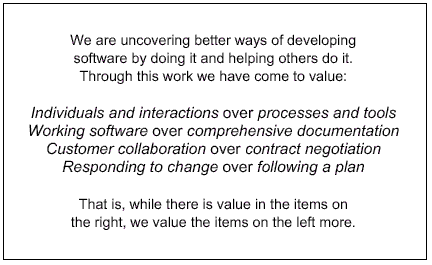 We are uncovering better ways of developing
software by doing it and helping others do it.
Through this work we have come to value:
Individuals and interactions over processes and tools
Working software over comprehensive documentation
Customer collaboration over contract negotiation
Responding to change over following a plan
That is, while there is value in the items on
the right, we value the items on the left more.